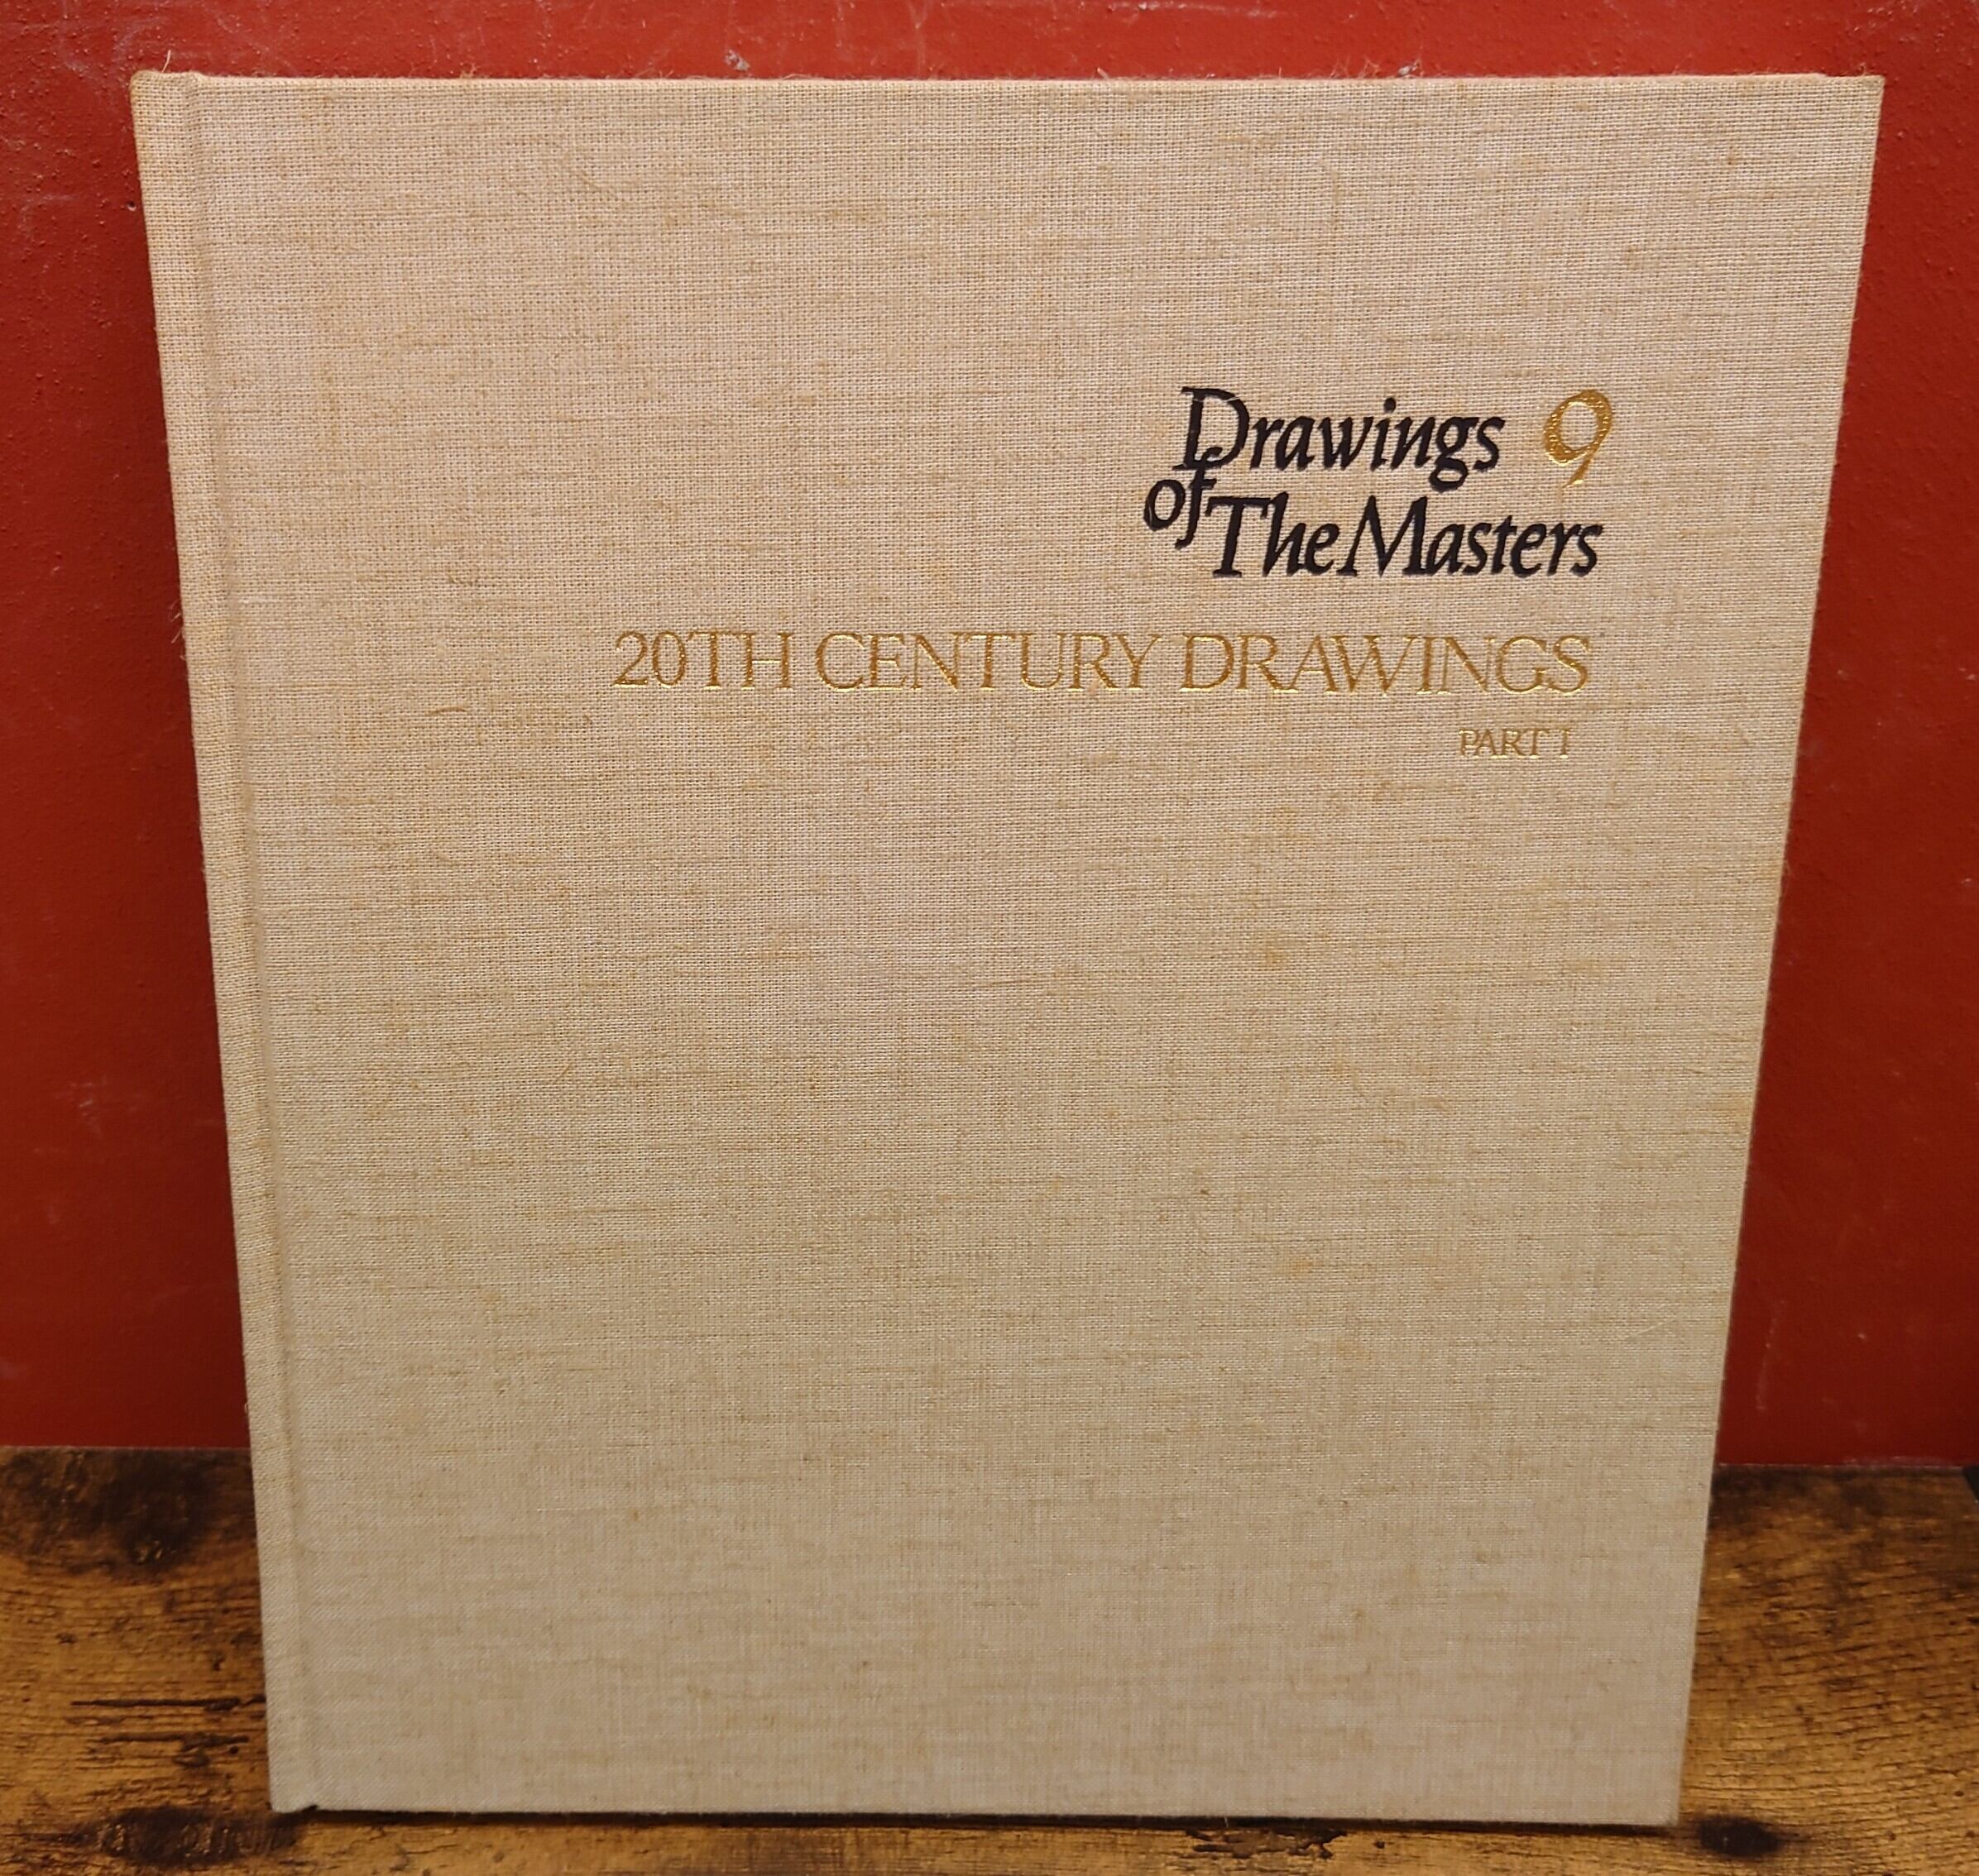 Drawings 9
of The Masters
20TH CENTURY DRAWINGS
PART I